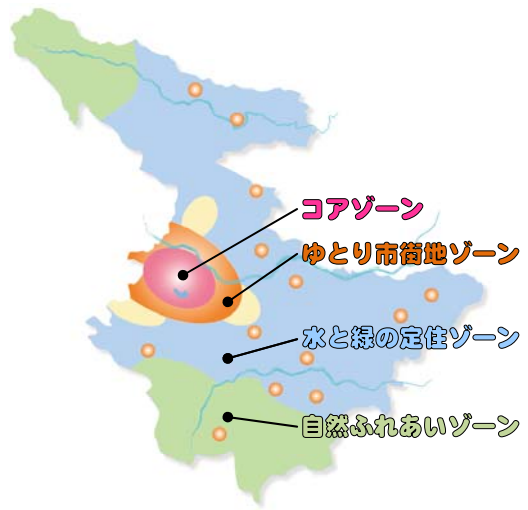 コアゾーン
ゆとり市街地ゾーン
水と緑の定住ゾーン
自然ふれあいゾーン